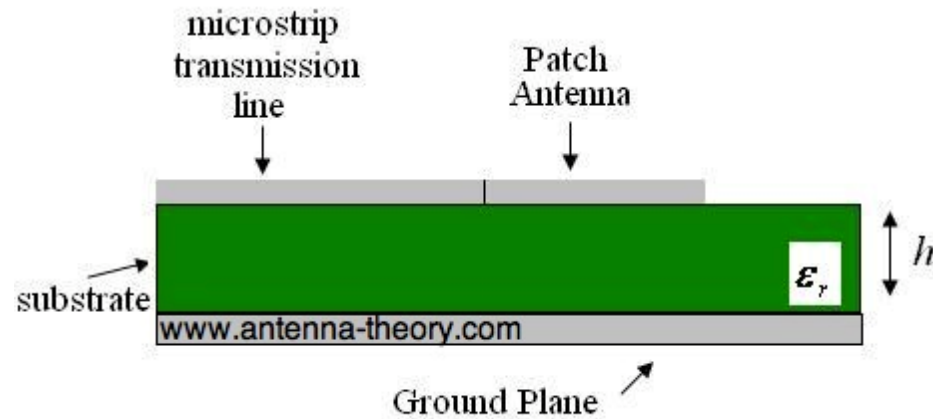 microstrip
transmission
line
Patch
Antenna
h
εr
substrate
www.antenna-theory.com
Ground Plane